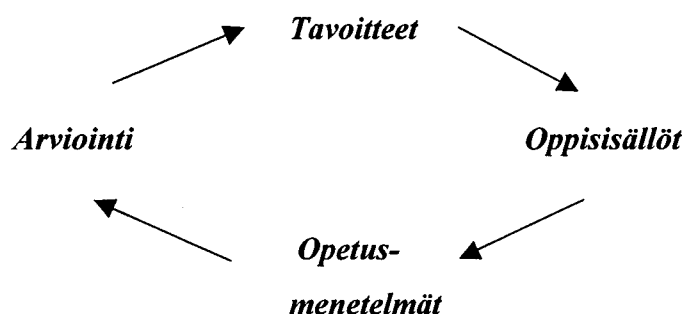 Tavoitteet
Arviointi
Oppisisällöt
Opetus-
menetelmät